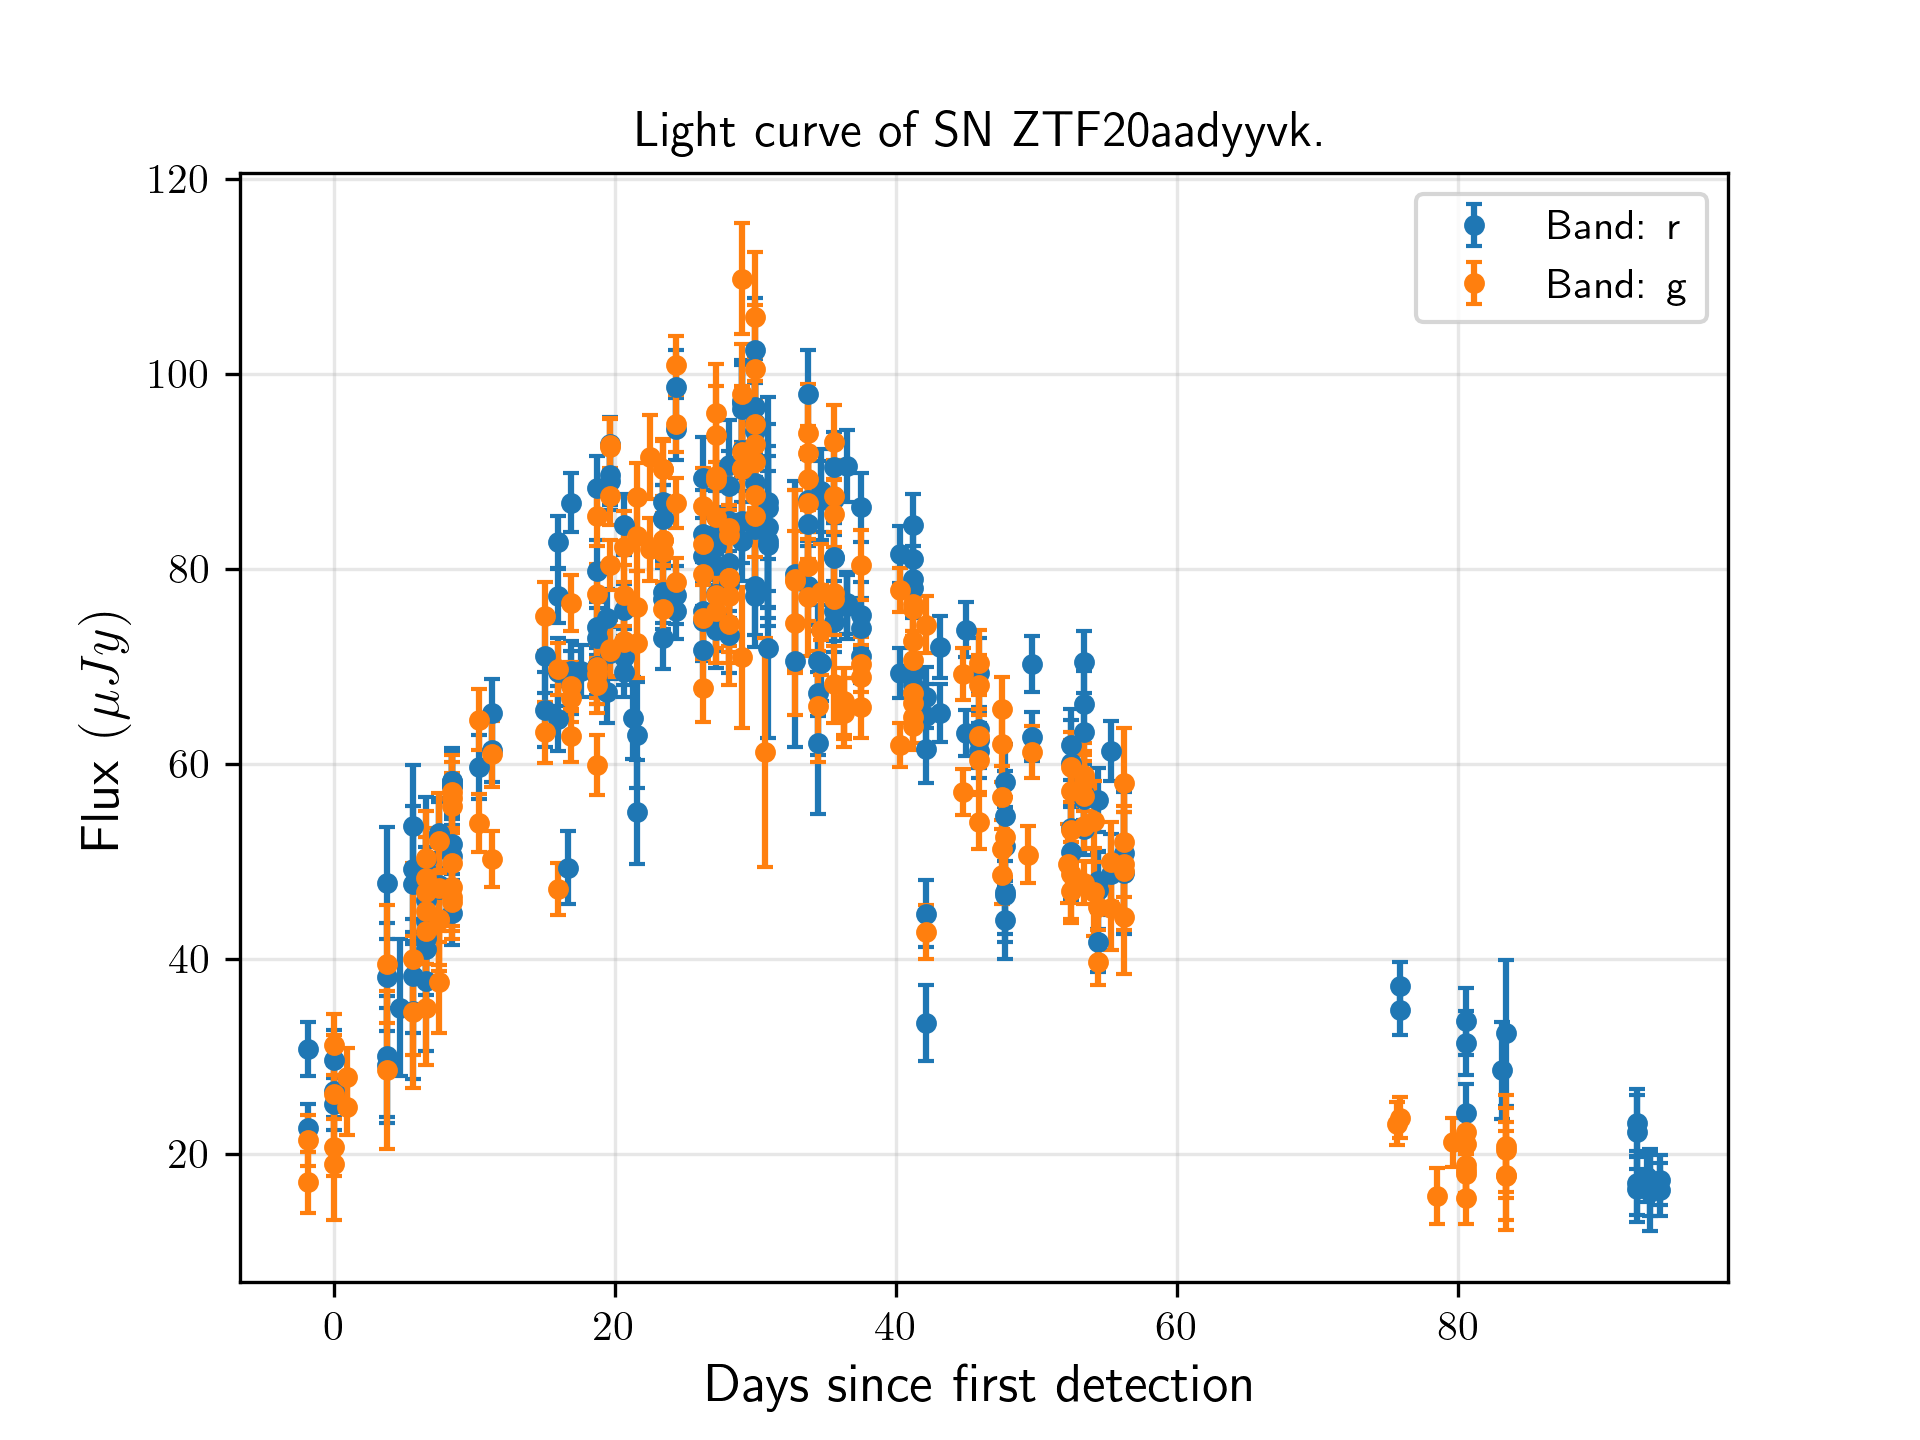 Light curve of SN ZTF20aadyyvk.
120
100
80
60
40
20
Flux (μJy)
Band: r
Band: g
0 20 40 60 80
Days since first detection